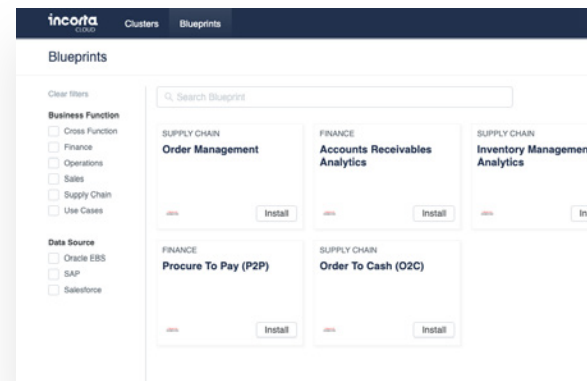 incorta
CLOUD
Clusters
Blueprints
Blueprints
Clear filters
Business Function
Cross Function
Finance
Operations
Sales
Supply Chain
Use Cases
Data Source
Oracle EBS
SAP
Salesforce
Search Blueprint
SUPPLY CHAIN
Order Management
Install
FINANCE
Accounts Receivables
Analytics
Install
SUPPLY CHAIN
Inventory Managemen
Analytics
In
FINANCE
Procure To Pay (P2P)
Install
SUPPLY CHAIN
Order To Cash (O2C)
Install